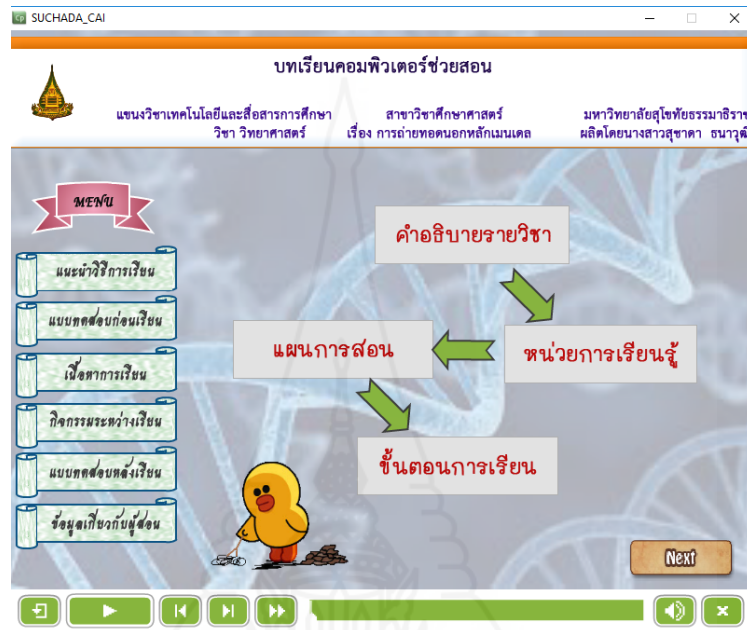 SUCHADA_CAI
บทเรียนคอมพิวเตอร์ช่วยสอน
แขนงวิชาเทคโนโลยีและสื่อสารการศึกษา สาขาวิชาศึกษาศาสตร์ มหาวิทยาลัยสุโขทัยธรรมาธิราช
วิชา วิทยาศาสตร์ เรื่อง การถ่ายทอดนอกหลักเมนเดล ผลิตโดยนางสาวสุชาดา
MENU
คำอธิบายรายวิชา
แนะนำวิธีการเรียน
แบบทดสอบก่อนเรียน
แผนการสอน
หน่วยการเรียนรู้
เนื้อหาการเรียน
กิจกรรมระหว่างเรียน
ขั้นตอนการเรียน
แบบทดสอบหลังเรียน
ข้อมูลเกี่ยวกับผู้สอน
Next